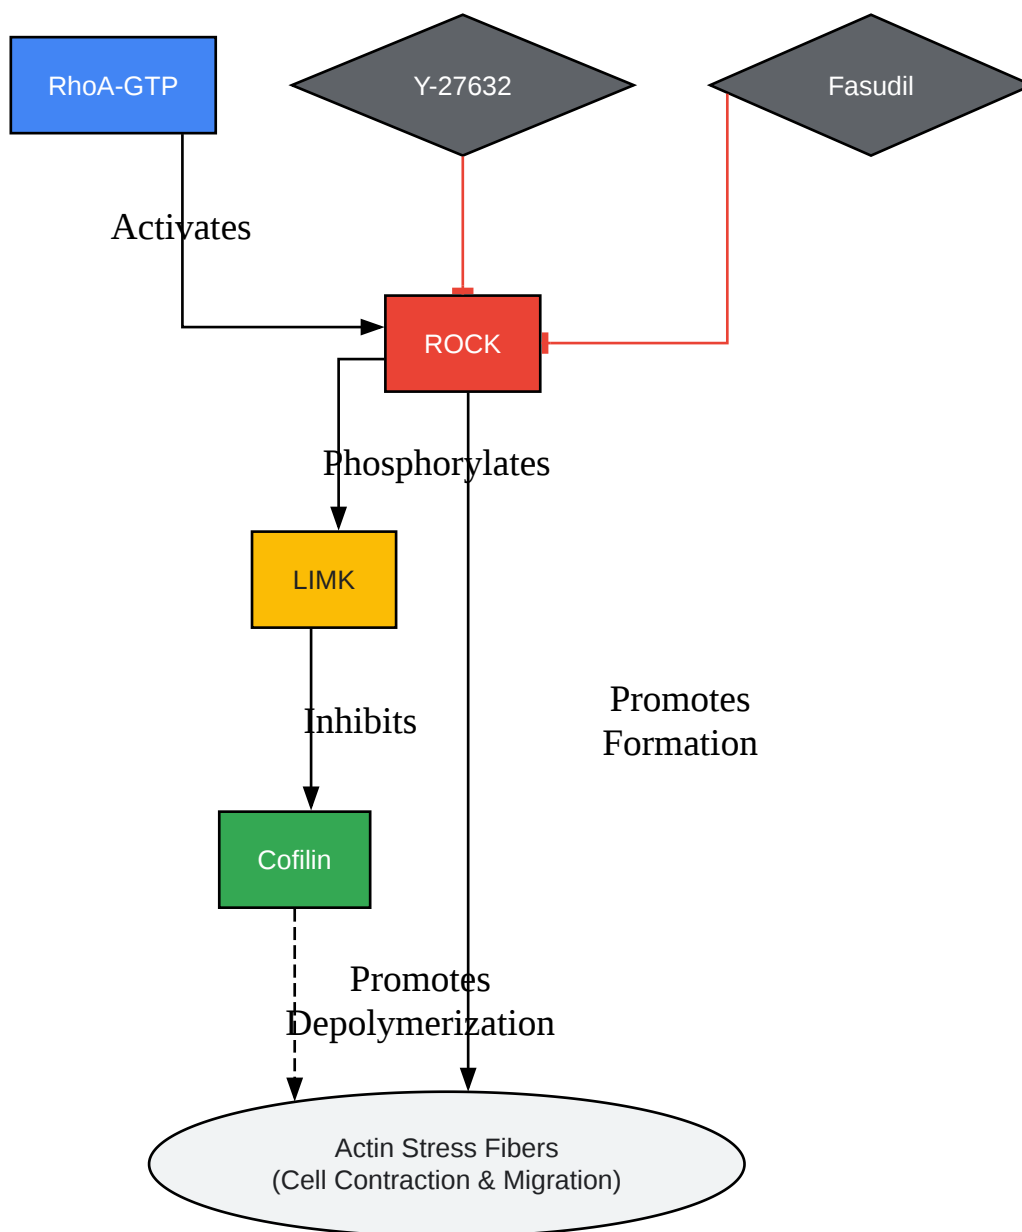 RhoA-GTP
Y-27632
Fasudil
Activates
ROCK
Phosphorylates
LIMK
Inhibits
Promotes
Formation
Cofilin
Promotes
Depolymerization
Actin Stress Fibers
(Cell Contraction & Migration)